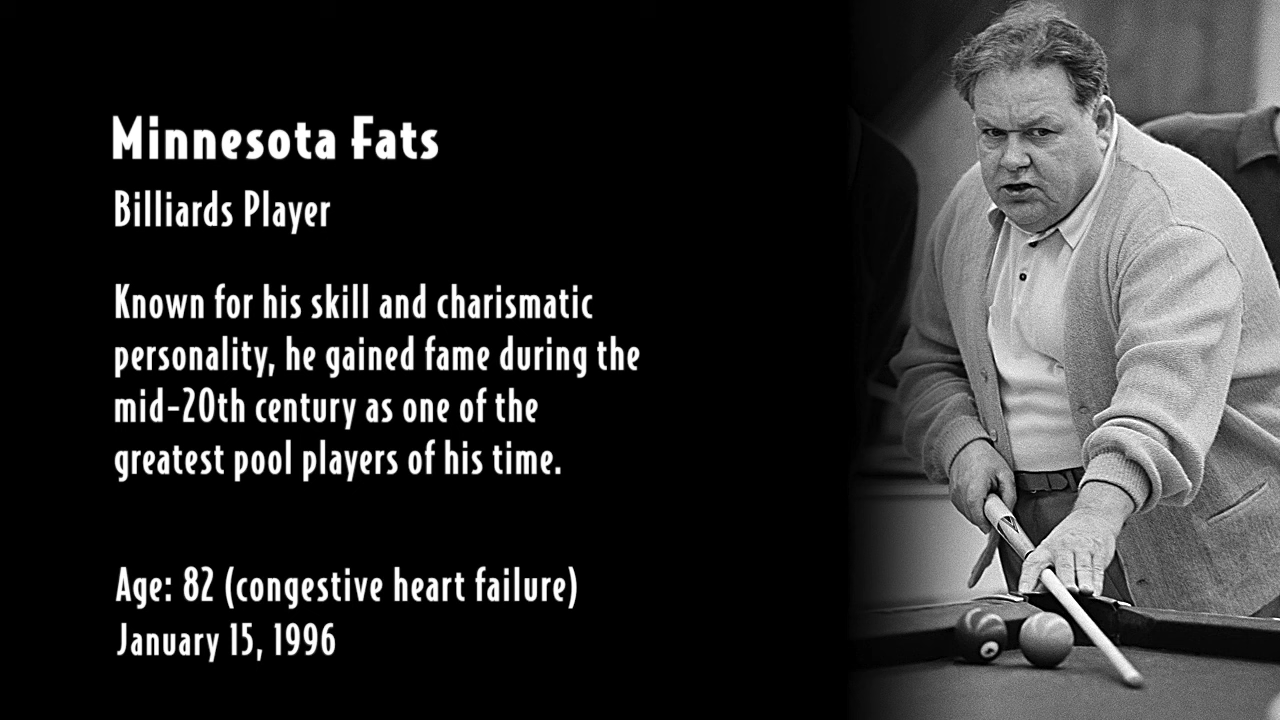 Minnesota Fats
Billiards Player
Known for his skill and charismatic
personality, he gained fame during the
mid-20th century as one of the
greatest pool players of his time.
Age: 82 (congestive heart failure)
January 15, 1996